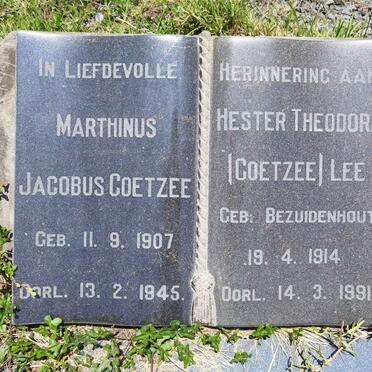 IN LIEFDEVOLLE
MARTHINUS
JACOBUS COETZEE
GEB. 11. 9. 1907
OORL. 13. 2. 1945.
HERINNERING AAN
HESTER THEODORA
(COETZEE) LEE
GEB. BEZUIDENHOUT
19. 4. 1914
OORL. 14. 3. 1991